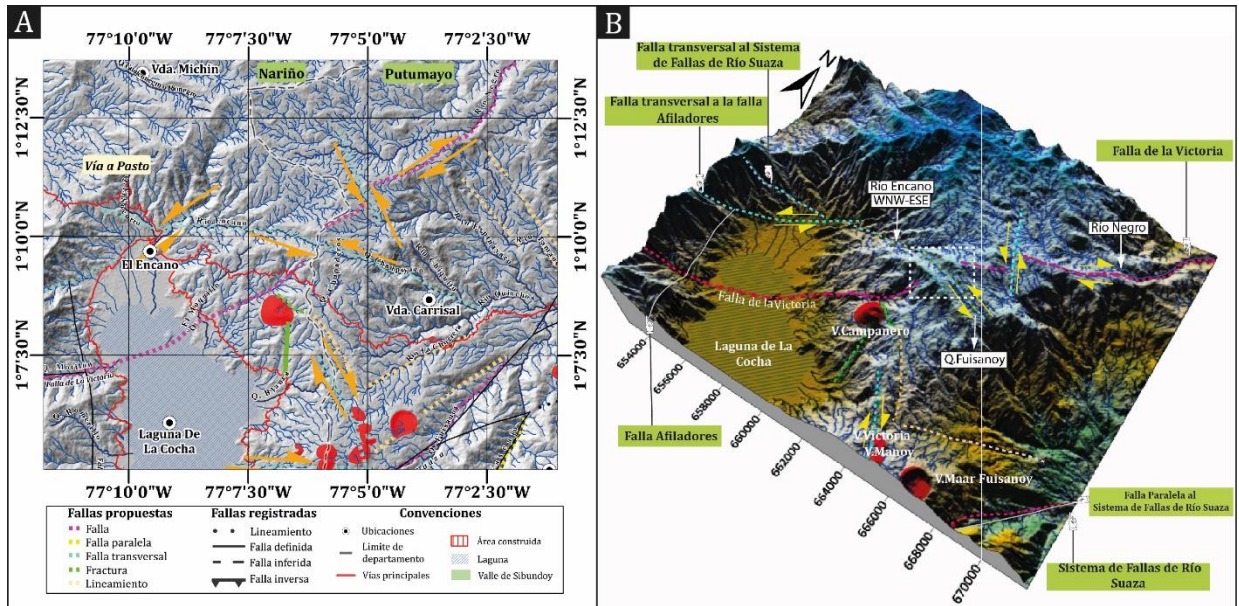 A
77°10'0"W
77°7'30"W
77°5'0"W
77°2'30"W
Vda. Michin
Nariño
Putumayo
1°12'30"N
1°12'30"N
Vía a Pasto
Rio Encano
1°10'0"N
1°10'0"N
El Encano
Vda. Carrisal
1°7'30"N
1°7'30"N
Falla de La Victoria
Laguna De
La Cocha
77°10'0"W
77°7'30"W
77°5'0"W
77°2'30"W
Fallas propuestas
Falla
Falla paralela
Falla transversal
Fractura
Lineamiento
Fallas registradas
Lineamiento
Falla definida
Falla inferida
Falla inversa
Convenciones
Ubicaciones
Limite de
departamento
Vias principales
Área construida
Laguna
Valle de Sibundoy
B
Falla transversal al Sistema
de Fallas de Río Suaza
Falla transversal a la falla
Afiladores
N
Falla de la Victoria
Rio Encano
WNW-ESE
Rio Negro
Falla de la Victoria
V.Campanero
Laguna de La
Cocha
Q.Fuisanoy
V.Victoria
V.Manoy
V.Maar Fuisanoy
Falla Afiladores
Falla Paralela al
Sistema de Fallas de Río Suaza
Sistema de Fallas de Río
Suaza
654000
656000
658000
660000
662000
664000
666000
668000
670000